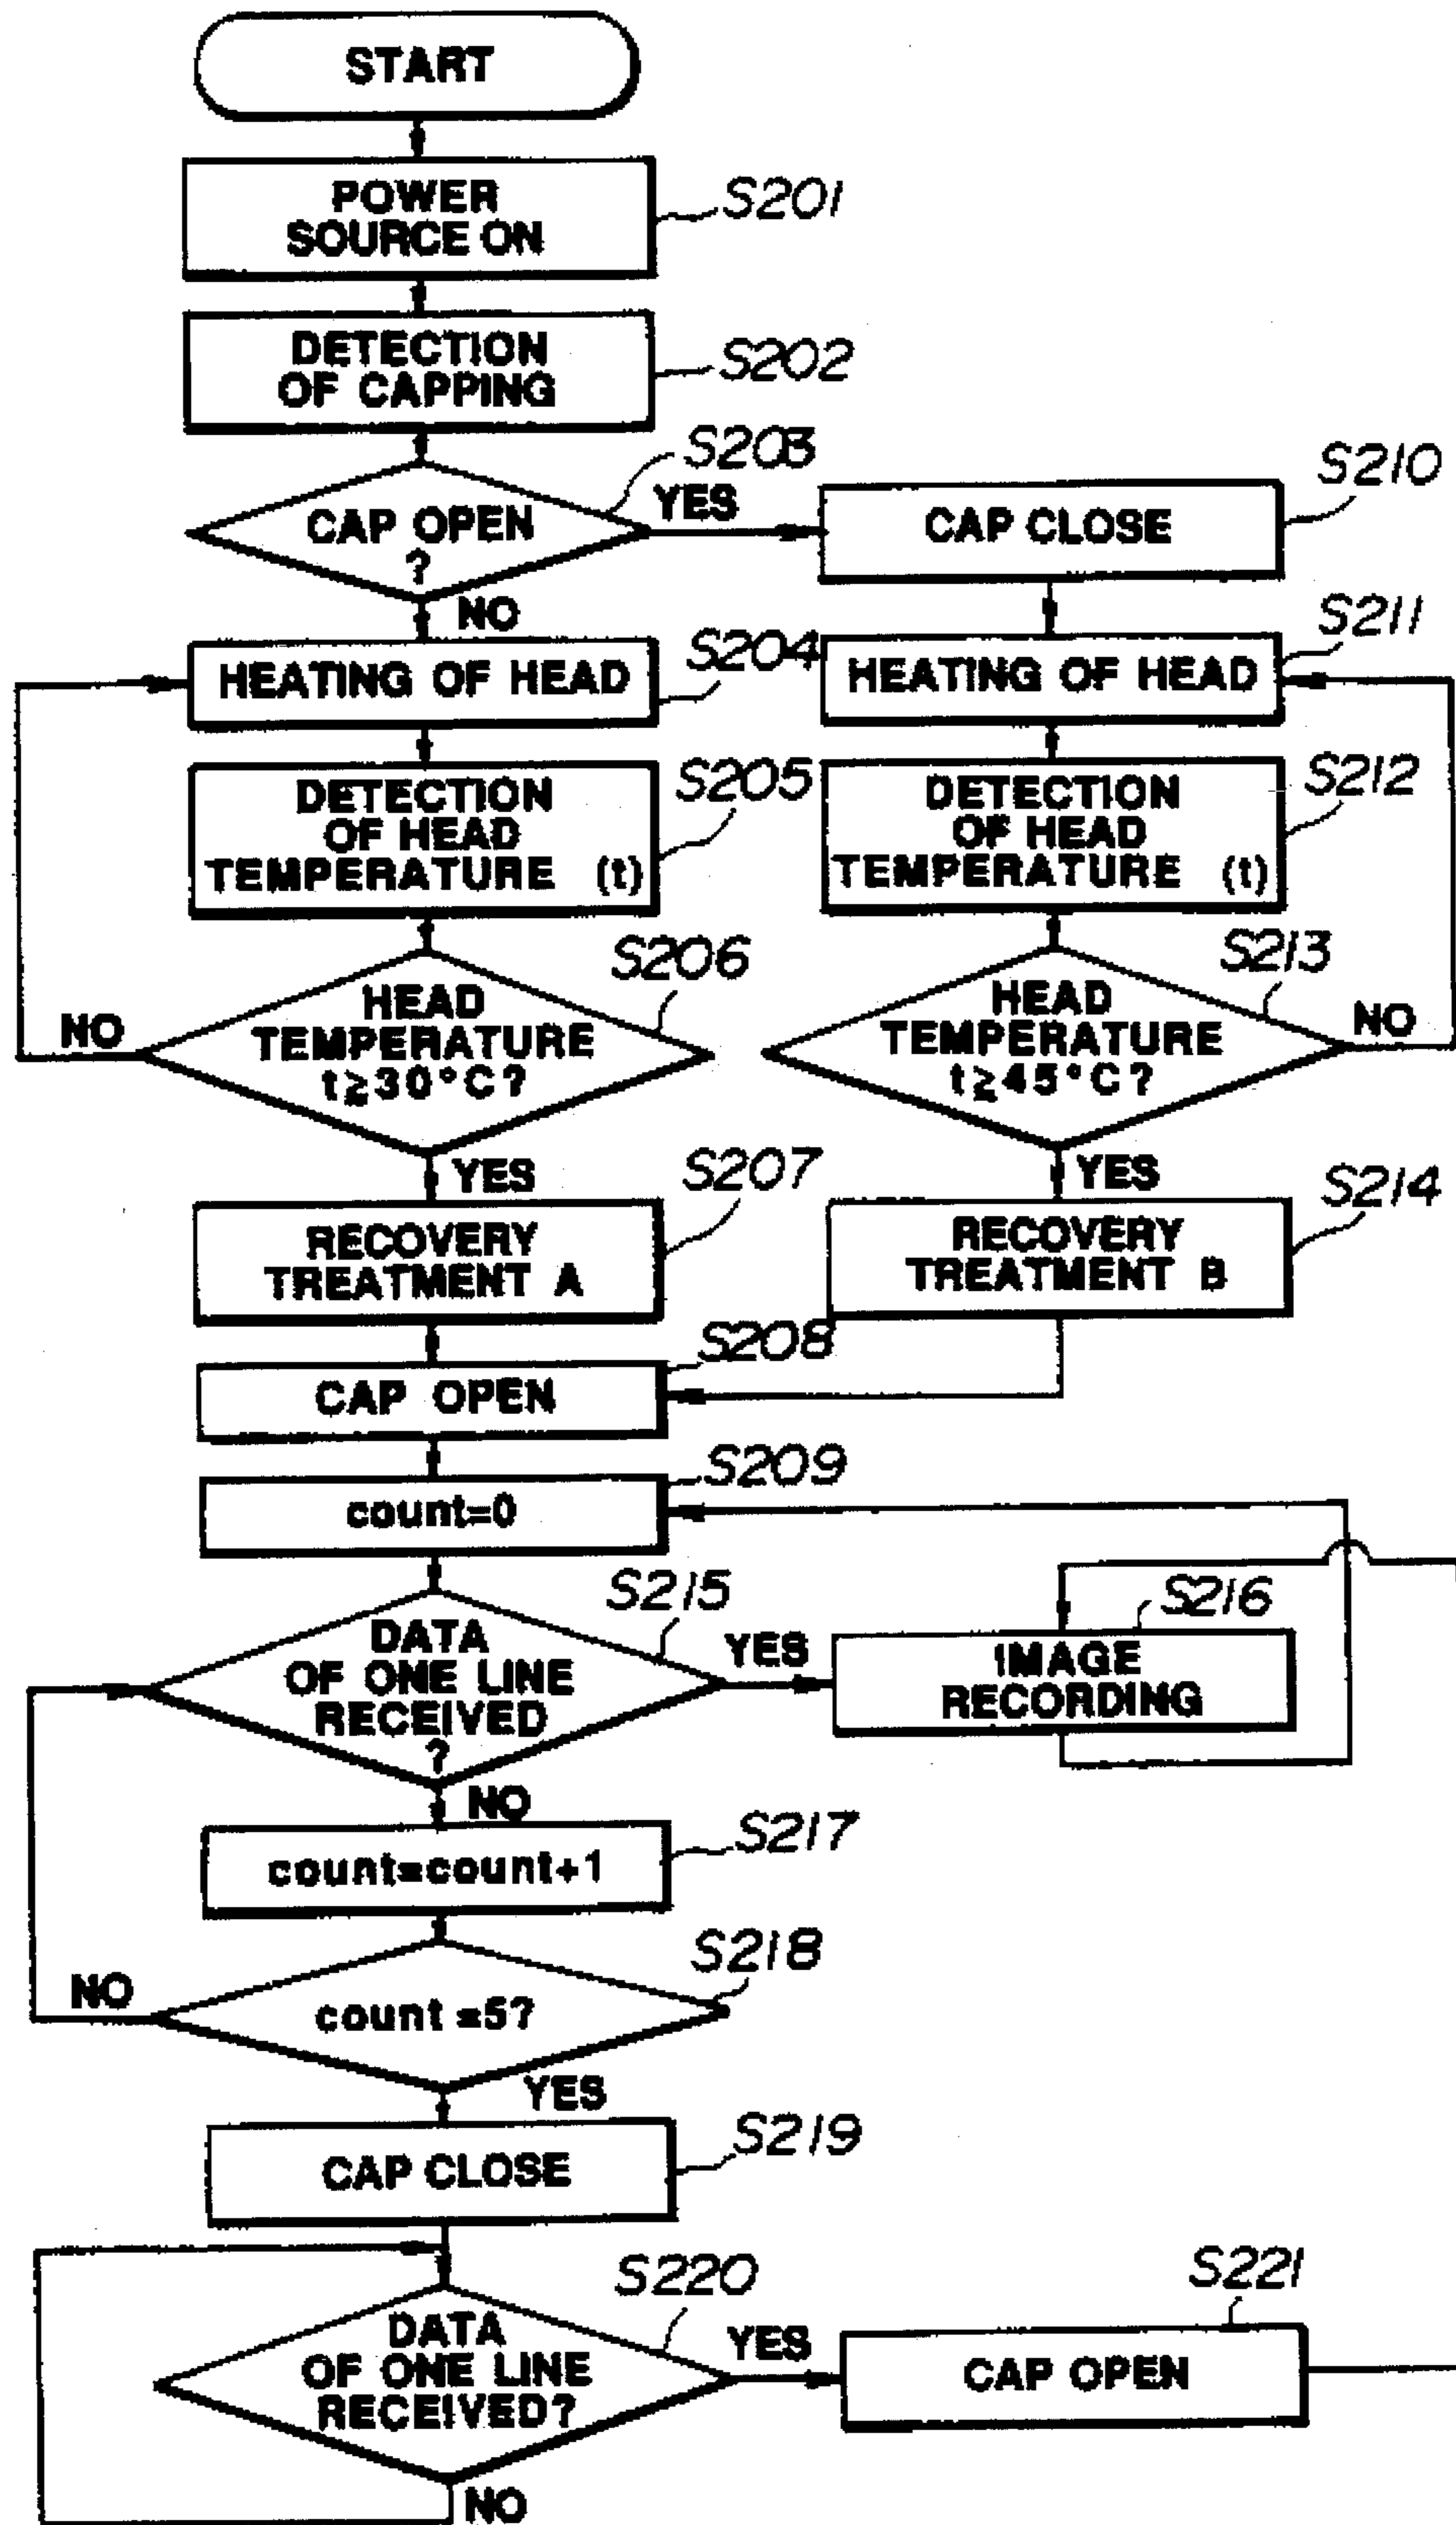 START
POWER
SOURCE ON
S201
DETECTION
OF CAPPING
S202
CAP OPEN
?
S203
YES
NO
CAP CLOSE
S210
HEATING OF HEAD
S204
HEATING OF HEAD
S211
DETECTION
OF HEAD
TEMPERATURE (t)
S205
DETECTION
OF HEAD
TEMPERATURE (t)
S212
HEAD
TEMPERATURE
t≧30°C?
S206
NO
YES
HEAD
TEMPERATURE
t≧45°C?
S213
NO
YES
RECOVERY
TREATMENT A
S207
RECOVERY
TREATMENT B
S214
CAP OPEN
S208
count=0
S209
DATA
OF ONE LINE
RECEIVED
?
S215
YES
NO
IMAGE
RECORDING
S216
count=count+1
S217
count=5?
S218
NO
YES
CAP CLOSE
S219
DATA
OF ONE LINE
RECEIVED?
S220
YES
NO
CAP OPEN
S221